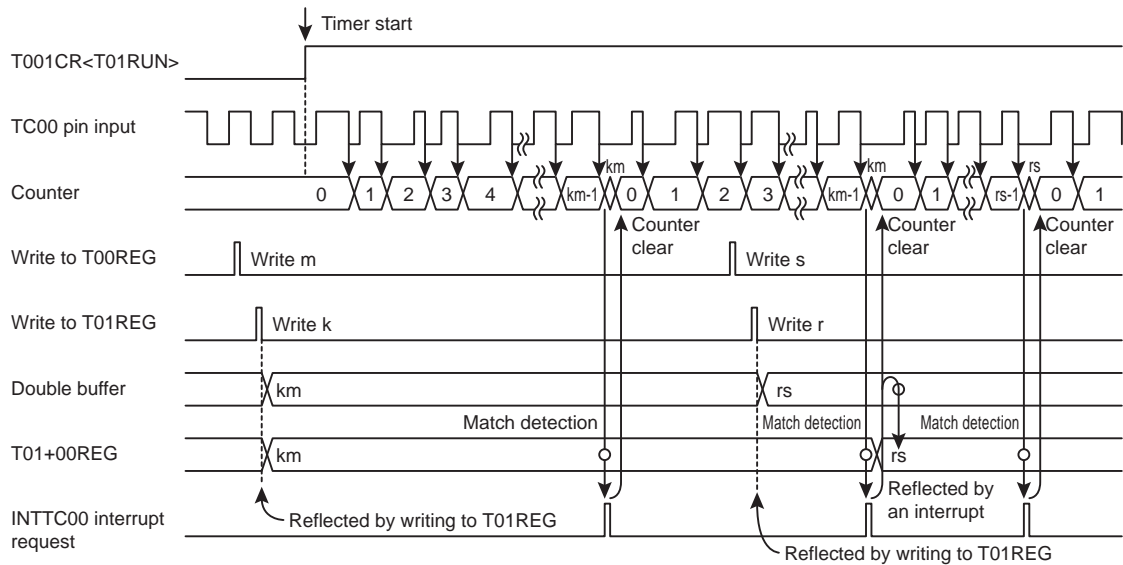 Timer start
T001CR<T01RUN>
TC00 pin input
km km rs
Counter 0 1 2 3 4 km-1 0 1 2 3 km-1 0 1 rs-1 0 1
Counter clear
Counter clear
Counter clear
Write to T00REG Write m Write s
Write to T01REG Write k Write r
Double buffer km rs
Match detection Match detection Match detection
T01+00REG km rs
Reflected by an interrupt
INTTC00 interrupt request
Reflected by writing to T01REG
Reflected by writing to T01REG